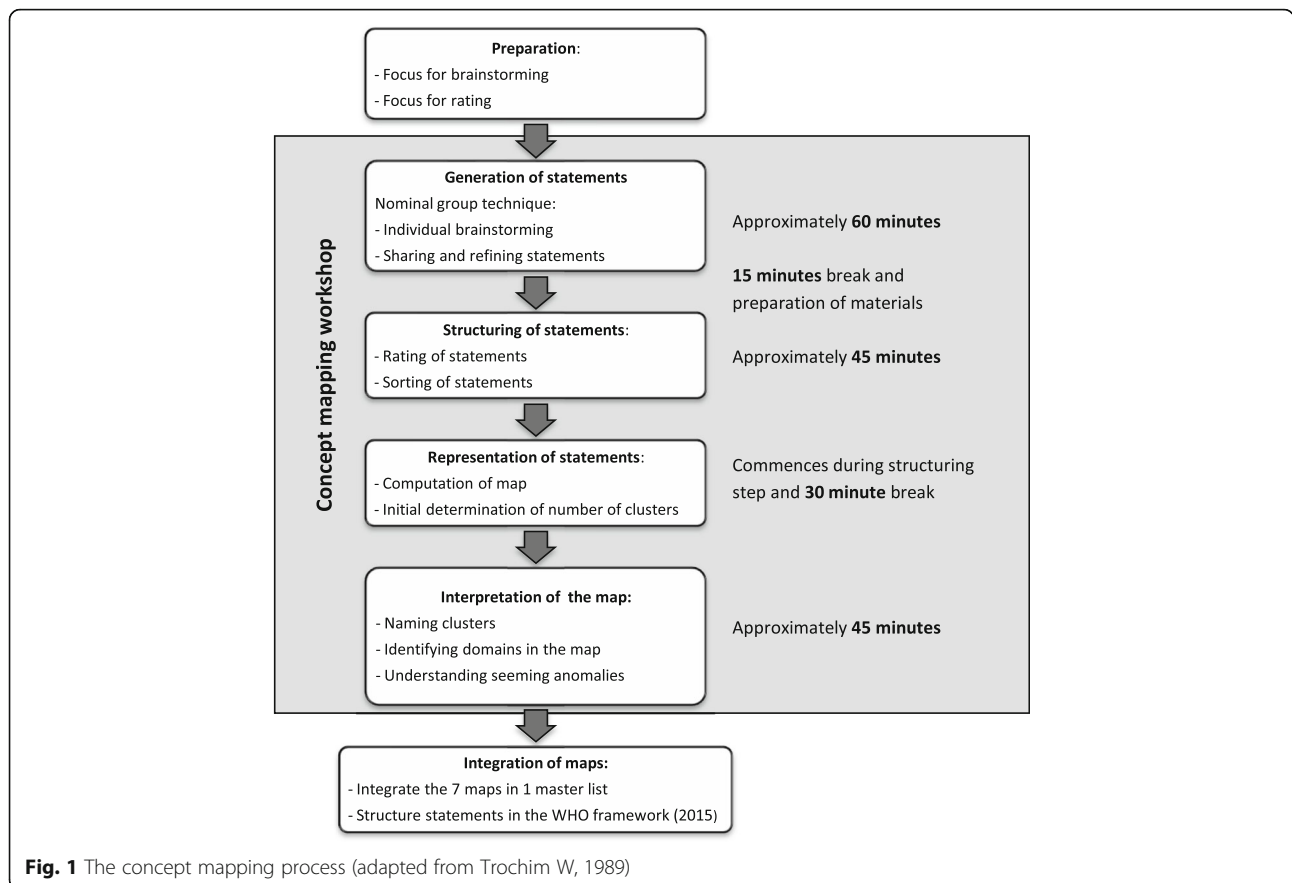 Preparation:
- Focus for brainstorming
- Focus for rating
Concept mapping workshop
Generation of statements
Nominal group technique:
- Individual brainstorming
- Sharing and refining statements
Approximately 60 minutes
15 minutes break and
preparation of materials
Structuring of statements:
- Rating of statements
- Sorting of statements
Approximately 45 minutes
Representation of statements:
- Computation of map
- Initial determination of number of clusters
Commences during structuring
step and 30 minute break
Interpretation of the map:
- Naming clusters
- Identifying domains in the map
- Understanding seeming anomalies
Approximately 45 minutes
Integration of maps:
- Integrate the 7 maps in 1 master list
- Structure statements in the WHO framework (2015)
Fig. 1 The concept mapping process (adapted from Trochim W, 1989)